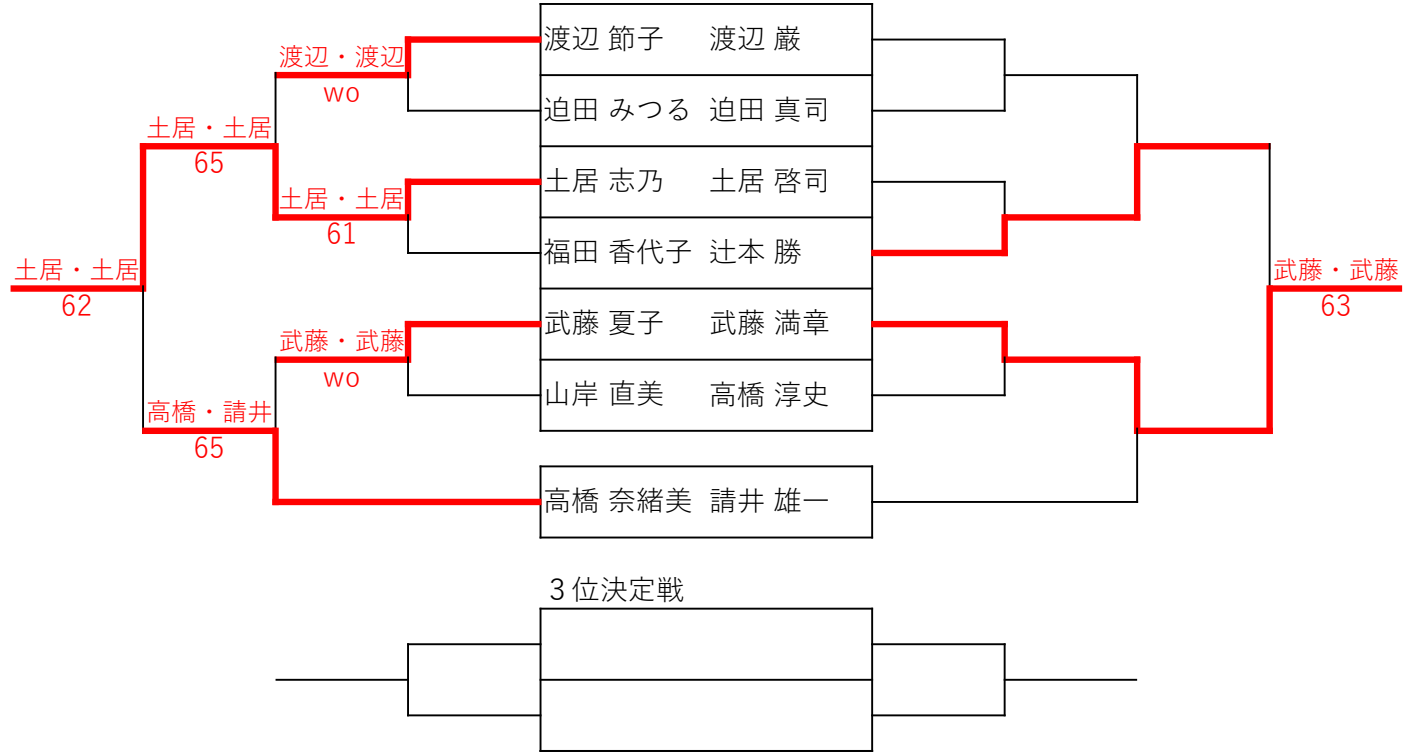 渡辺 節子 渡辺 巌
渡辺・渡辺
wo
迫田 みつる 迫田 真司
土居・土居
65
土居 志乃 土居 啓司
土居・土居
61
福田 香代子 辻本 勝
土居・土居
62
武藤・武藤
63
武藤 夏子 武藤 満章
武藤・武藤
wo
山岸 直美 高橋 淳史
高橋・請井
65
高橋 奈緒美 請井 雄一
３位決定戦